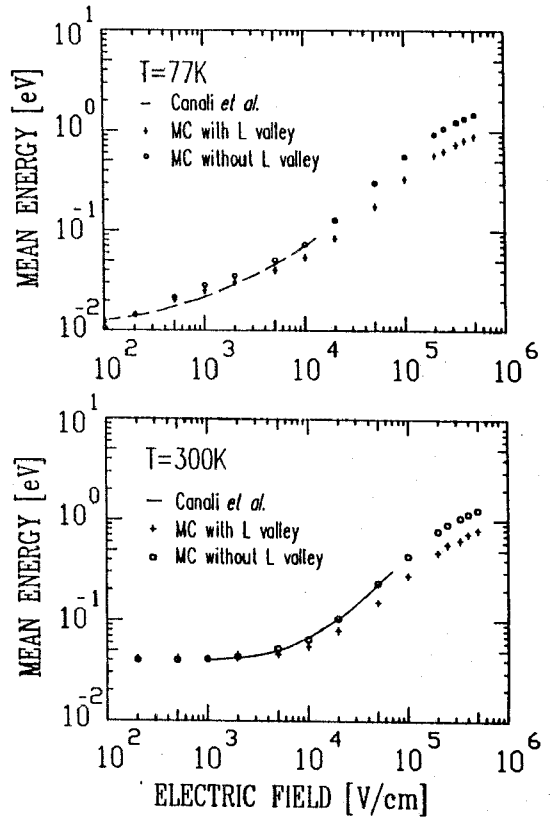 10^1
T=77K
— Canali et al.
+ MC with L valley
o MC without L valley
10^0
10^-1
10^-2
MEAN ENERGY [eV]
10^2 10^3 10^4 10^5 10^6
10^1
T=300K
— Canali et al.
+ MC with L valley
o MC without L valley
10^0
10^-1
10^-2
MEAN ENERGY [eV]
10^2 10^3 10^4 10^5 10^6
ELECTRIC FIELD [V/cm]